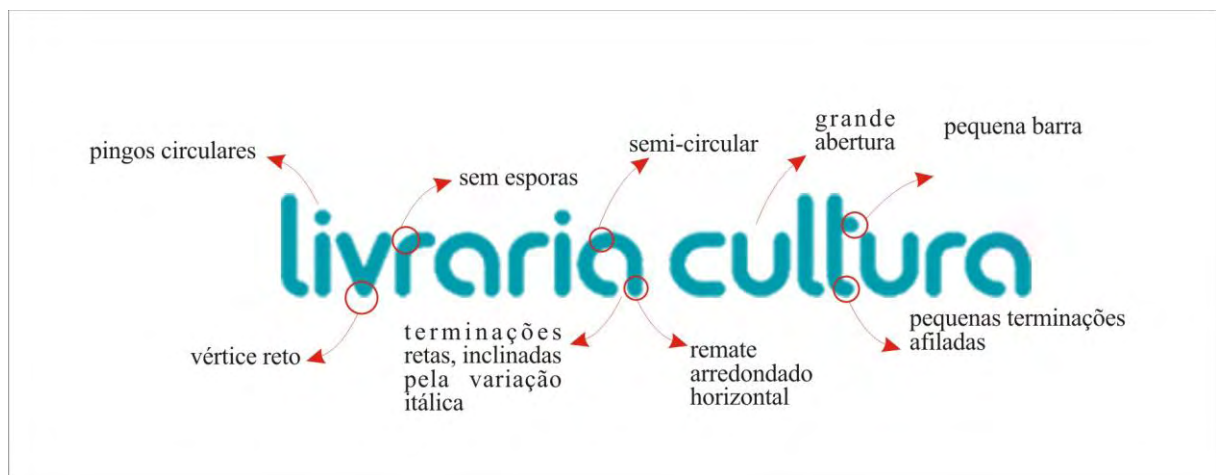 grande
abertura
pequena barra
semi-circular
pingos circulares
sem esporas
livraria cultura
vértice reto
terminações
retas, inclinadas
pela variação
itálica
remate
arredondado
horizontal
pequenas terminações
afiladas